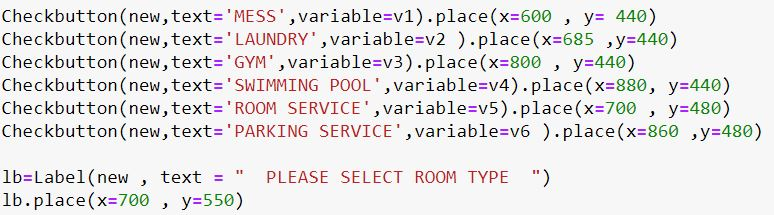 Checkbutton(new,text='MESS',variable=v1).place(x=600 , y= 440)
Checkbutton(new,text='LAUNDRY',variable=v2 ).place(x=685 ,y=440)
Checkbutton(new,text='GYM',variable=v3).place(x=800 , y=440)
Checkbutton(new,text='SWIMMING POOL',variable=v4).place(x=880, y=440)
Checkbutton(new,text='ROOM SERVICE',variable=v5).place(x=700 , y=480)
Checkbutton(new,text='PARKING SERVICE',variable=v6 ).place(x=860 ,y=480)

lb=Label(new , text = "  PLEASE SELECT ROOM TYPE  ")
lb.place(x=700 , y=550)